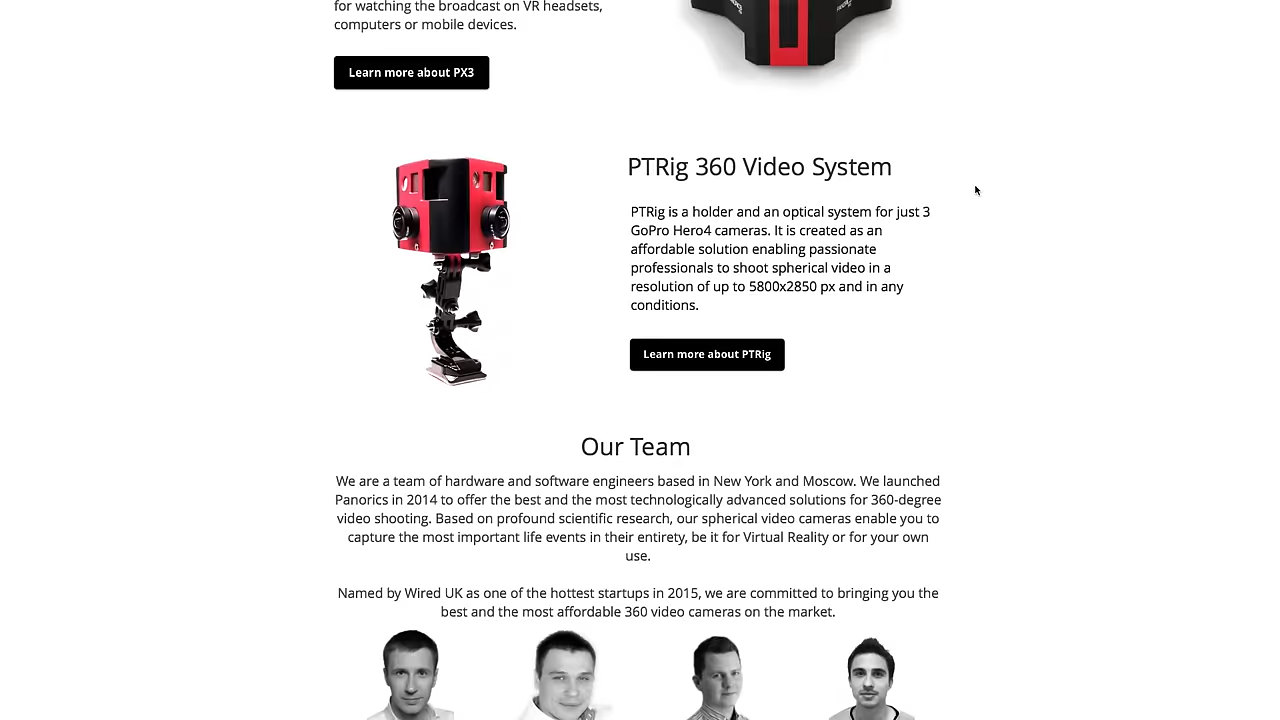 for watching the broadcast on VR headsets,
computers or mobile devices.
Learn more about PX3
PTRig 360 Video System
PTRig is a holder and an optical system for just 3
GoPro Hero4 cameras. It is created as an
affordable solution enabling passionate
professionals to shoot spherical video in a
resolution of up to 5800x2850 px and in any
conditions.
Learn more about PTRig
Our Team
We are a team of hardware and software engineers based in New York and Moscow. We launched
Panorics in 2014 to offer the best and the most technologically advanced solutions for 360-degree
video shooting. Based on profound scientific research, our spherical video cameras enable you to
capture the most important life events in their entirety, be it for Virtual Reality or for your own
use.
Named by Wired UK as one of the hottest startups in 2015, we are committed to bringing you the
best and the most affordable 360 video cameras on the market.